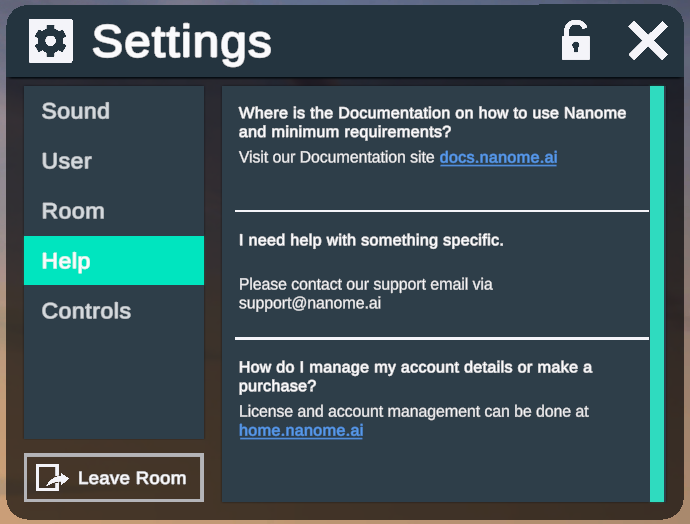 Settings
Sound
User
Room
Help
Controls
Leave Room
Where is the Documentation on how to use Nanome
and minimum requirements?
Visit our Documentation site docs.nanome.ai
I need help with something specific.
Please contact our support email via
support@nanome.ai
How do I manage my account details or make a
purchase?
License and account management can be done at
home.nanome.ai